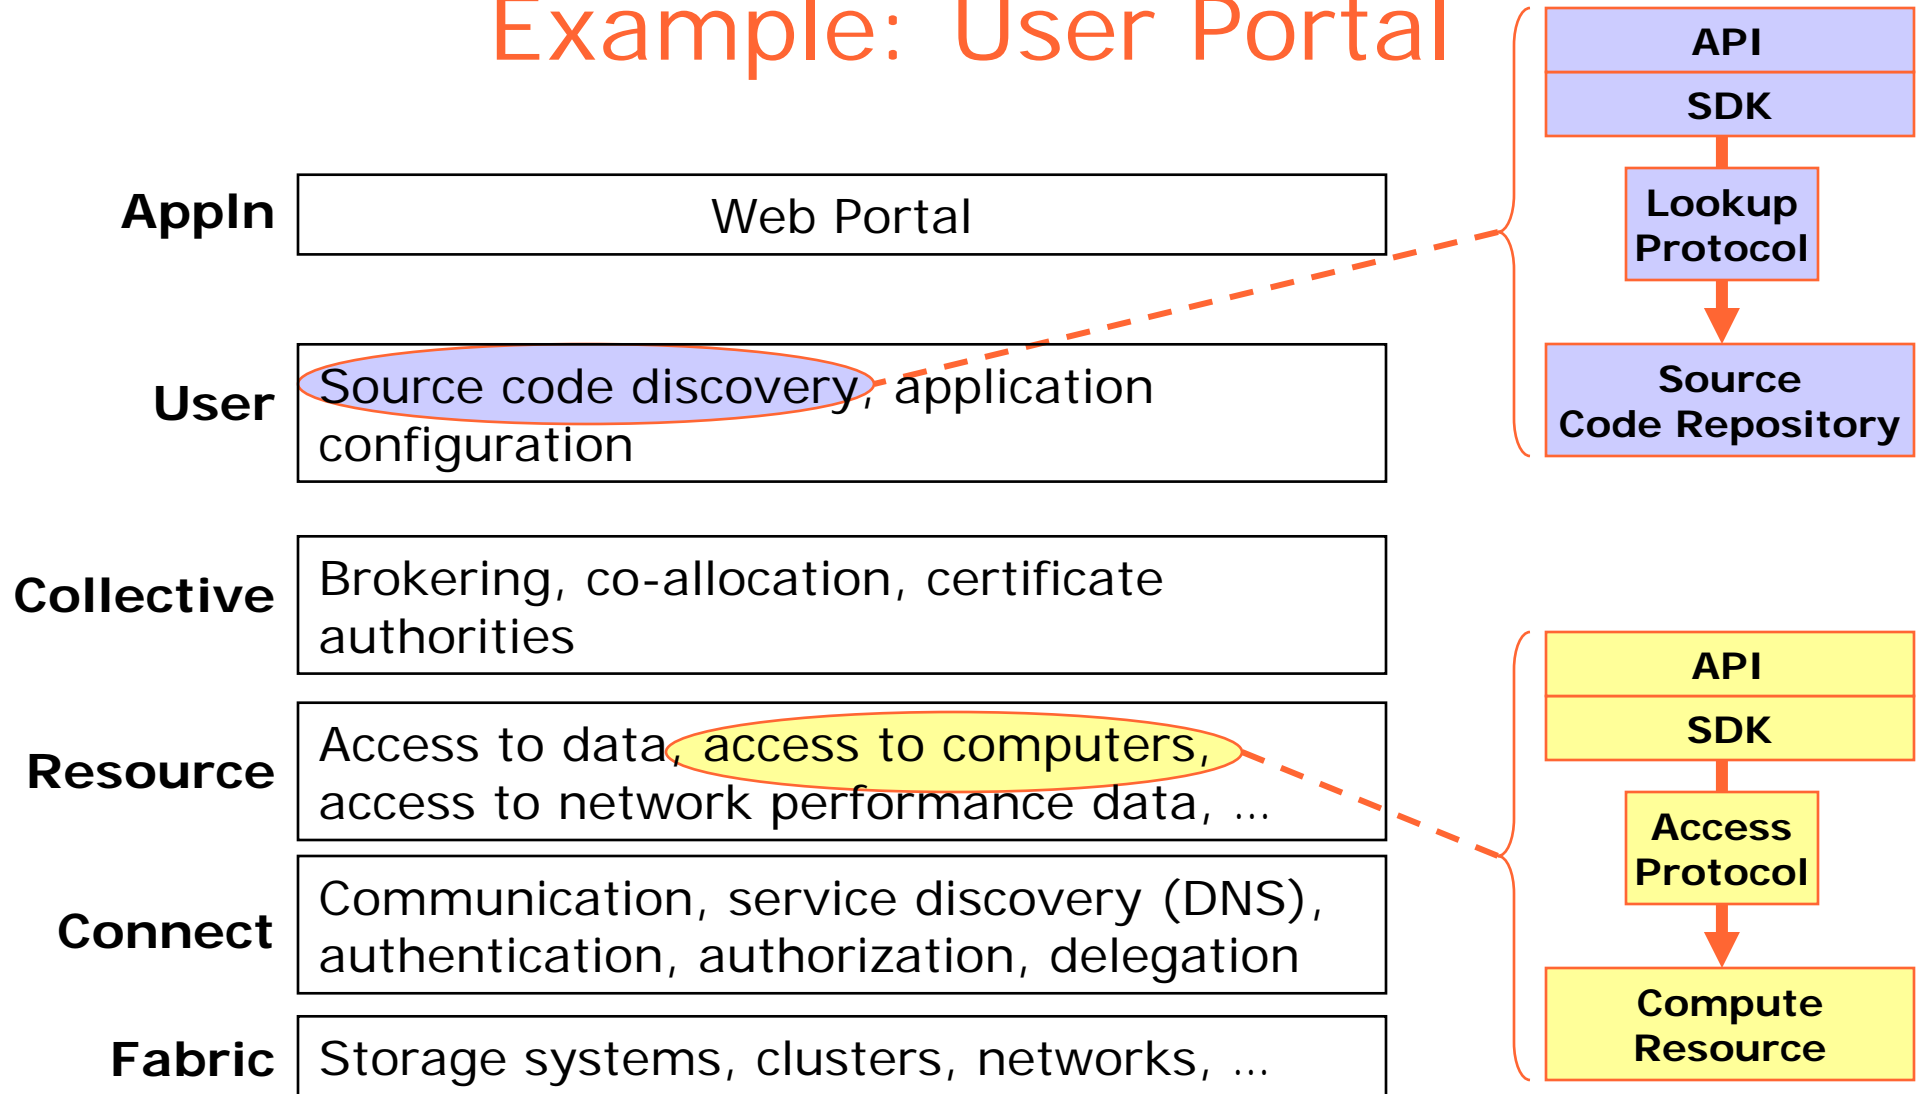 Example: User Portal
AppIn
Web Portal
User
Source code discovery, application
configuration
Collective
Brokering, co-allocation, certificate
authorities
Resource
Access to data, access to computers,
access to network performance data, …
Connect
Communication, service discovery (DNS),
authentication, authorization, delegation
Fabric
Storage systems, clusters, networks, …
API
SDK
Lookup
Protocol
Source
Code Repository
API
SDK
Access
Protocol
Compute
Resource